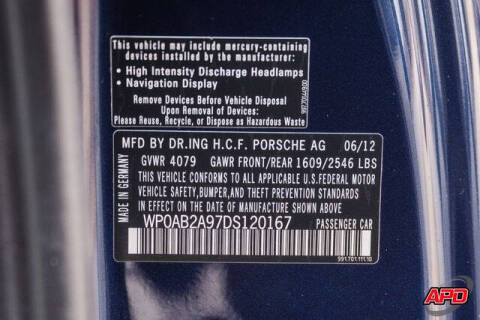 This vehicle may include mercury-containing
devices installed by the manufacturer:
• High Intensity Discharge Headlamps
• Navigation Display
Remove Devices Before Vehicle Disposal
Upon Removal of Devices
Please Reuse, Recycle, or Dispose as Hazardous Waste
MADE IN GERMANY
MFD BY DR.ING H.C.F. PORSCHE AG 06/12
GVWR 4079 GAWR FRONT/REAR 1609/2546 LBS
THIS VEHICLE CONFORMS TO ALL APPLICABLE U.S.FEDERAL MOTOR
VEHICLE SAFETY,BUMPER,AND THEFT PREVENTION STANDARDS
IN EFFECT ON THE DATE OF MANUFACTURE SHOWN ABOVE
WP0AB2A97DS120167 PASSENGER CAR
991.701.111.10
APD